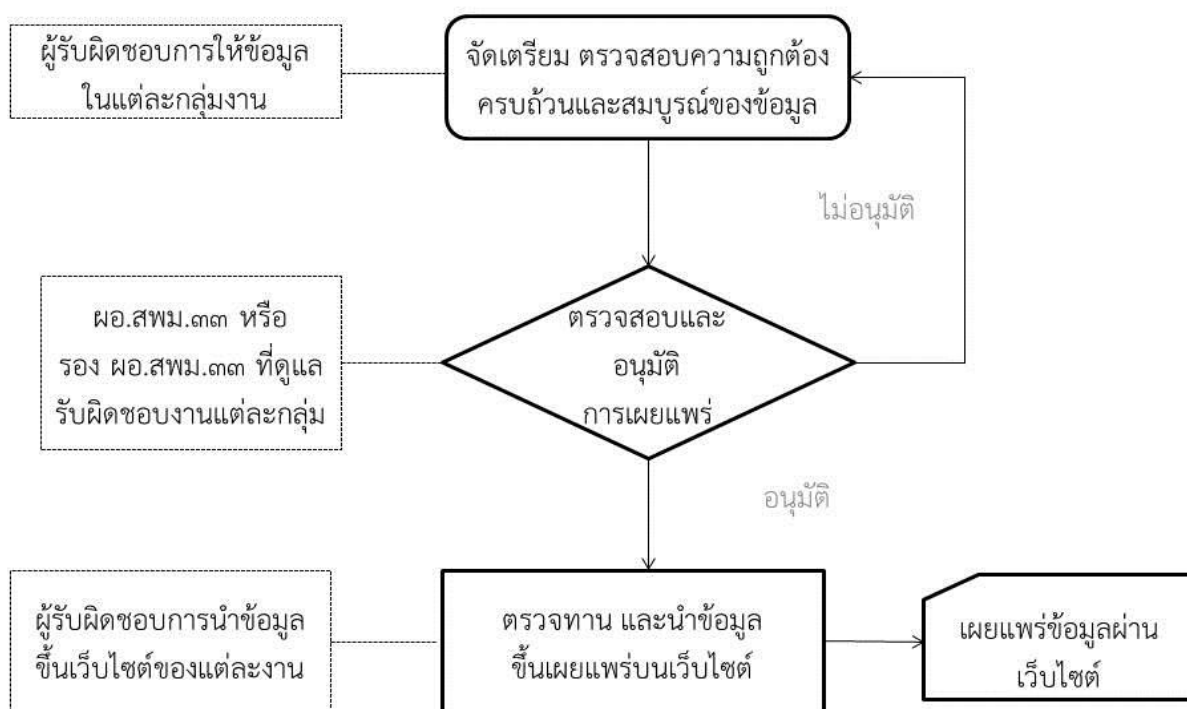 ผู้รับผิดชอบการให้ข้อมูล
ในแต่ละกลุ่มงาน
จัดเตรียม ตรวจสอบความถูกต้อง
ครบถ้วนและสมบูรณ์ของข้อมูล
ไม่อนุมัติ
ผอ.สพม.๓๓ หรือ
รอง ผอ.สพม.๓๓ ที่ดูแล
รับผิดชอบงานแต่ละกลุ่ม
ตรวจสอบและ
อนุมัติ
การเผยแพร่
อนุมัติ
ผู้รับผิดชอบการนำข้อมูล
ขึ้นเว็บไซต์ของแต่ละงาน
ตรวจทาน และนำข้อมูล
ขึ้นเผยแพร่บนเว็บไซต์
เผยแพร่ข้อมูลผ่าน
เว็บไซต์